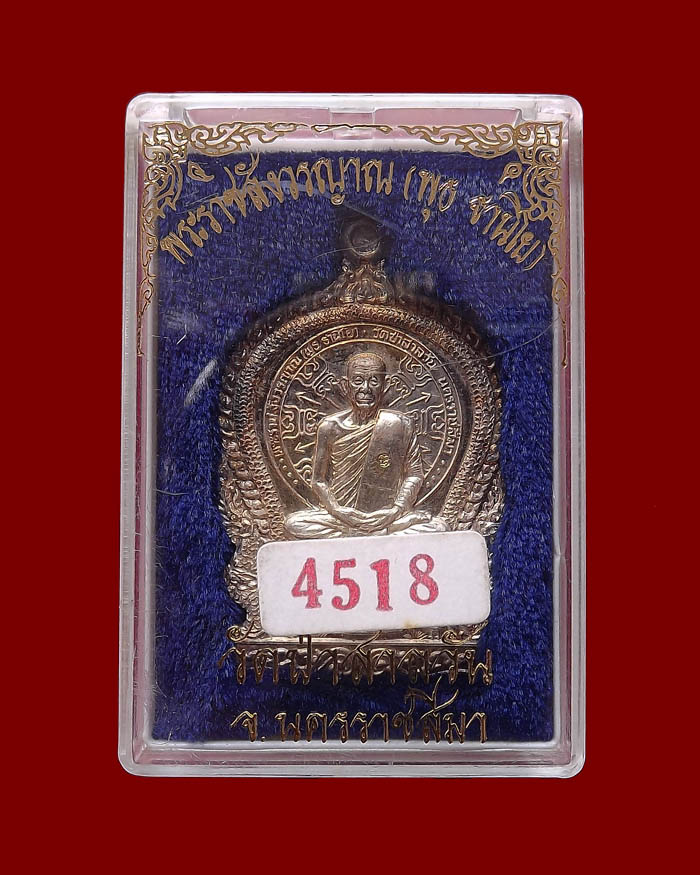 พระราชสังวรญาณ (พุธ ฐานิโย)
4518
วัดป่าสาลวัน
จ.นครราชสีมา